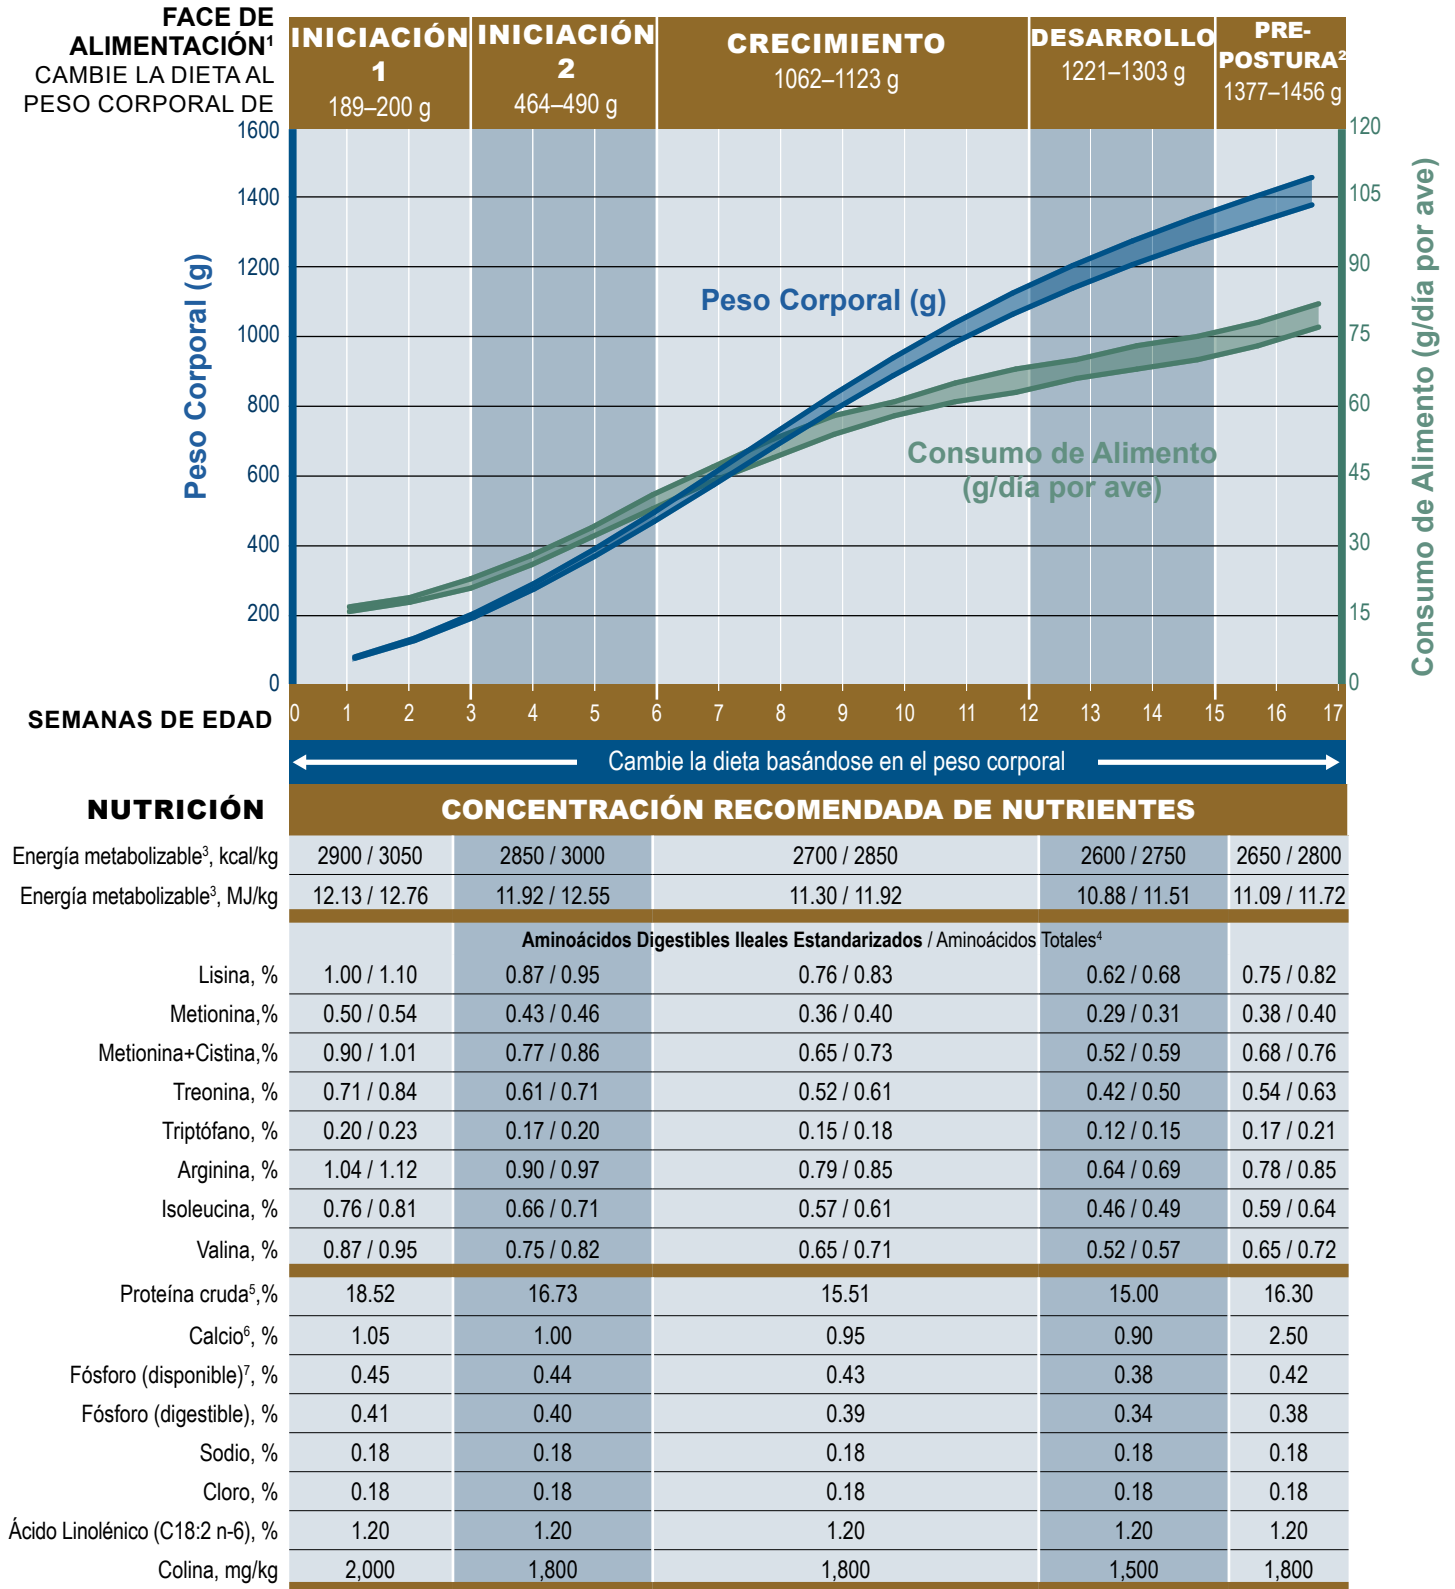 FACE DE
ALIMENTACIÓN¹
CAMBIE LA DIETA AL
PESO CORPORAL DE
INICIACIÓN
1
189–200 g
INICIACIÓN
2
464–490 g
CRECIMIENTO
1062–1123 g
DESARROLLO
1221–1303 g
PRE-
POSTURA²
1377–1456 g
Peso Corporal (g)
1600
1400
1200
1000
800
600
400
200
0
Peso Corporal (g)
Consumo de Alimento
(g/día por ave)
120
105
90
75
60
45
30
15
0
Consumo de Alimento (g/día por ave)
SEMANAS DE EDAD 0 1 2 3 4 5 6 7 8 9 10 11 12 13 14 15 16 17
Cambie la dieta basándose en el peso corporal
NUTRICIÓN CONCENTRACIÓN RECOMENDADA DE NUTRIENTES
Energía metabolizable³, kcal/kg 2900 / 3050 2850 / 3000 2700 / 2850 2600 / 2750 2650 / 2800
Energía metabolizable³, MJ/kg 12.13 / 12.76 11.92 / 12.55 11.30 / 11.92 10.88 / 11.51 11.09 / 11.72
Aminoácidos Digestibles Ileales Estandarizados / Aminoácidos Totales⁴
Lisina, % 1.00 / 1.10 0.87 / 0.95 0.76 / 0.83 0.62 / 0.68 0.75 / 0.82
Metionina,% 0.50 / 0.54 0.43 / 0.46 0.36 / 0.40 0.29 / 0.31 0.38 / 0.40
Metionina+Cistina,% 0.90 / 1.01 0.77 / 0.86 0.65 / 0.73 0.52 / 0.59 0.68 / 0.76
Treonina, % 0.71 / 0.84 0.61 / 0.71 0.52 / 0.61 0.42 / 0.50 0.54 / 0.63
Triptófano, % 0.20 / 0.23 0.17 / 0.20 0.15 / 0.18 0.12 / 0.15 0.17 / 0.21
Arginina, % 1.04 / 1.12 0.90 / 0.97 0.79 / 0.85 0.64 / 0.69 0.78 / 0.85
Isoleucina, % 0.76 / 0.81 0.66 / 0.71 0.57 / 0.61 0.46 / 0.49 0.59 / 0.64
Valina, % 0.87 / 0.95 0.75 / 0.82 0.65 / 0.71 0.52 / 0.57 0.65 / 0.72
Proteína cruda⁵,% 18.52 16.73 15.51 15.00 16.30
Calcio⁶, % 1.05 1.00 0.95 0.90 2.50
Fósforo (disponible)⁷, % 0.45 0.44 0.43 0.38 0.42
Fósforo (digestible), % 0.41 0.40 0.39 0.34 0.38
Sodio, % 0.18 0.18 0.18 0.18 0.18
Cloro, % 0.18 0.18 0.18 0.18 0.18
Ácido Linolénico (C18:2 n-6), % 1.20 1.20 1.20 1.20 1.20
Colina, mg/kg 2,000 1,800 1,800 1,500 1,800